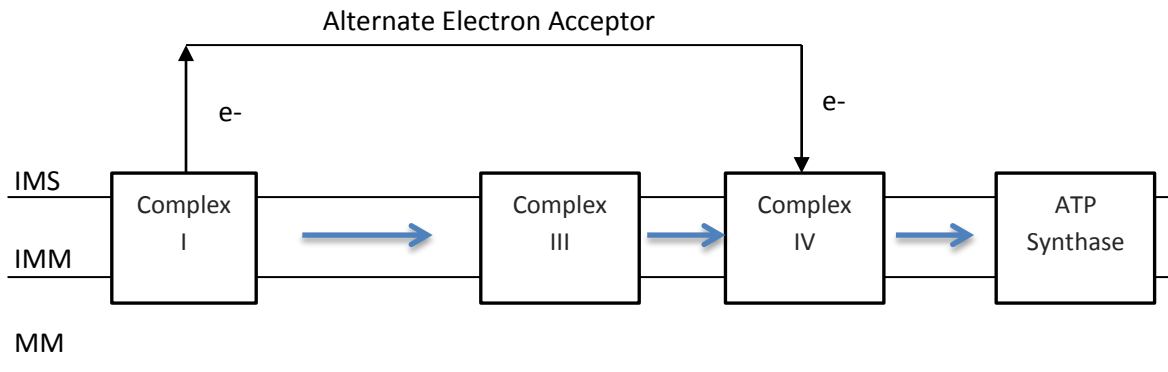 Alternate Electron Acceptor
e-
e-
IMS
Complex
I
Complex
III
Complex
IV
ATP
Synthase
IMM
MM